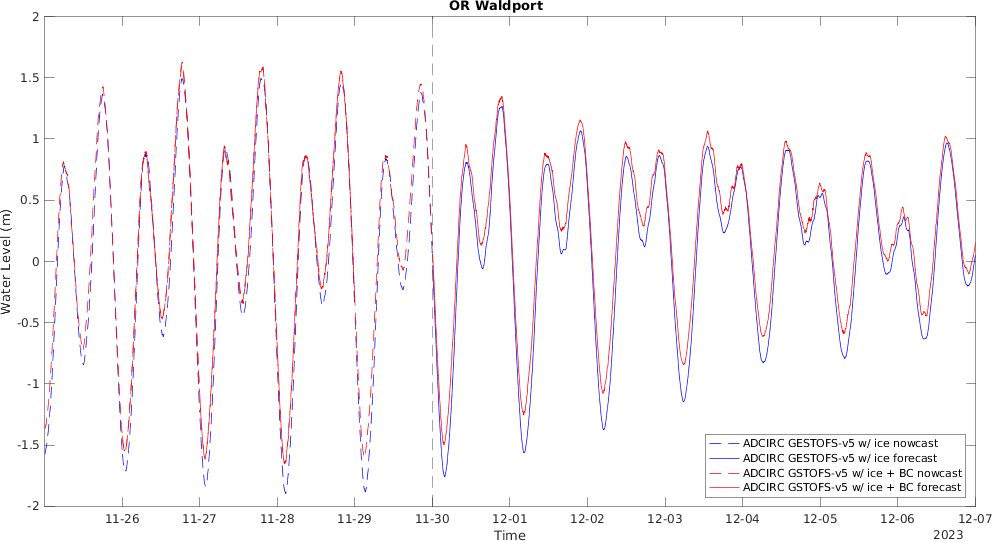 OR Waldport
2
1.5
1
0.5
0
-0.5
-1
-1.5
-2
Water Level (m)
ADCIRC GESTOFS-v5 w/ ice nowcast
ADCIRC GESTOFS-v5 w/ ice forecast
ADCIRC GSTOFS-v5 w/ ice + BC nowcast
ADCIRC GSTOFS-v5 w/ ice + BC forecast
11-26 11-27 11-28 11-29 11-30 12-01 12-02 12-03 12-04 12-05 12-06 12-07
Time
2023